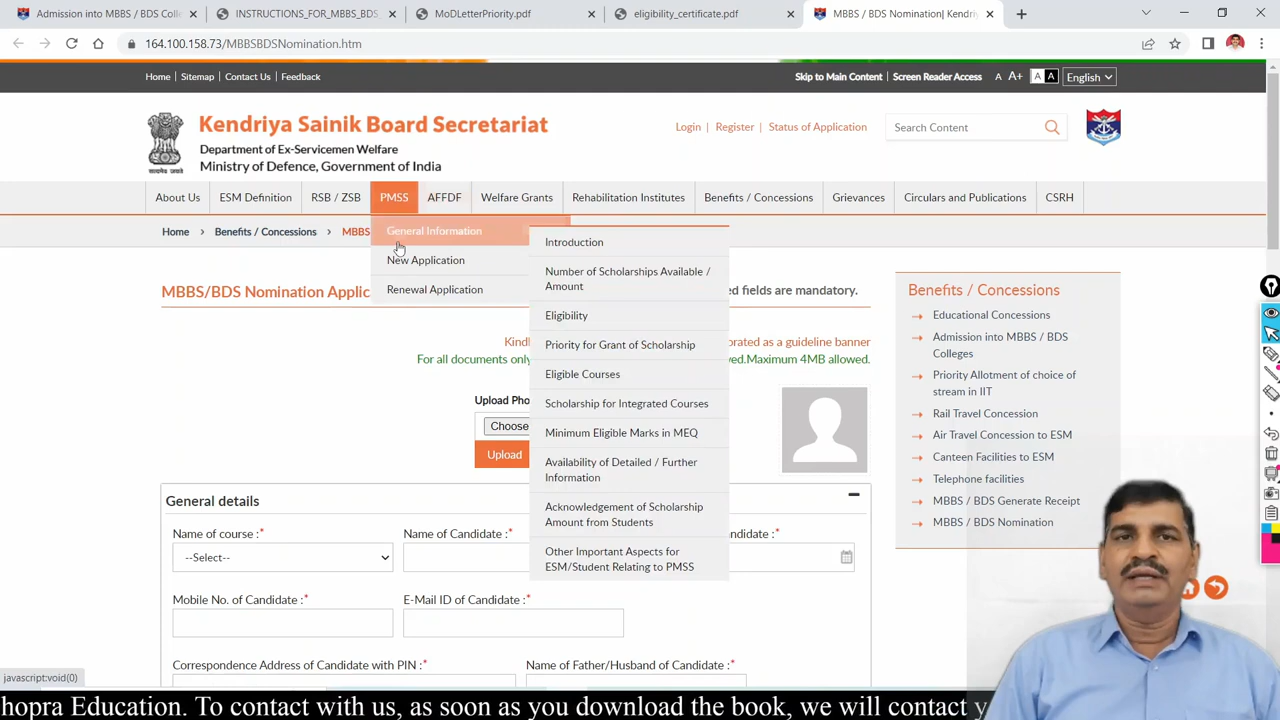 Admission into MBBS / BDS Colle
INSTRUCTIONS_FOR_MBBS_BDS_
MoDLetterPriority.pdf
eligibility_certificate.pdf
MBBS / BDS Nomination| Kendri
164.100.158.73/MBBSBDSNomination.htm
Home | Sitemap | Contact Us | Feedback
Skip to Main Content | Screen Reader Access A A+ A A English
Kendriya Sainik Board Secretariat
Department of Ex-Servicemen Welfare
Ministry of Defence, Government of India
Login | Register | Status of Application
Search Content
About Us
ESM Definition
RSB / ZSB
PMSS
AFFDF
Welfare Grants
Rehabilitation Institutes
Benefits / Concessions
Grievances
Circulars and Publications
CSRH
Home › Benefits / Concessions › MBBS
General Information
New Application
Renewal Application
Introduction
Number of Scholarships Available /
Amount
Eligibility
Priority for Grant of Scholarship
Eligible Courses
Scholarship for Integrated Courses
Minimum Eligible Marks in MEQ
Availability of Detailed / Further
Information
Acknowledgement of Scholarship
Amount from Students
Other Important Aspects for
ESM/Student Relating to PMSS
MBBS/BDS Nomination Applic
ed fields are mandatory.
Kindl
orated as a guideline banner
For all documents only
ved.Maximum 4MB allowed.
Upload Pho
Choose
Upload
General details
Name of course :*
Name of Candidate :*
ndidate :*
--Select--
Mobile No. of Candidate :*
E-Mail ID of Candidate :*
Correspondence Address of Candidate with PIN :*
Name of Father/Husband of Candidate :*
Benefits / Concessions
Educational Concessions
Admission into MBBS / BDS
Colleges
Priority Allotment of choice of
stream in IIT
Rail Travel Concession
Air Travel Concession to ESM
Canteen Facilities to ESM
Telephone facilities
MBBS / BDS Generate Receipt
MBBS / BDS Nomination
javascript:void(0)
hopra Education. To contact with us, as soon as you download the book, we will contact y